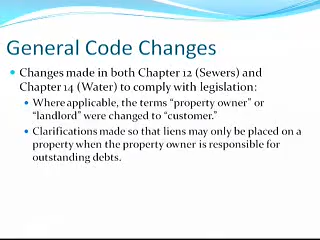 General Code Changes
Changes made in both Chapter 12 (Sewers) and
Chapter 14 (Water) to comply with legislation:
Where applicable, the terms “property owner” or
“landlord” were changed to “customer.”
Clarifications made so that liens may only be placed on a
property when the property owner is responsible for
outstanding debts.